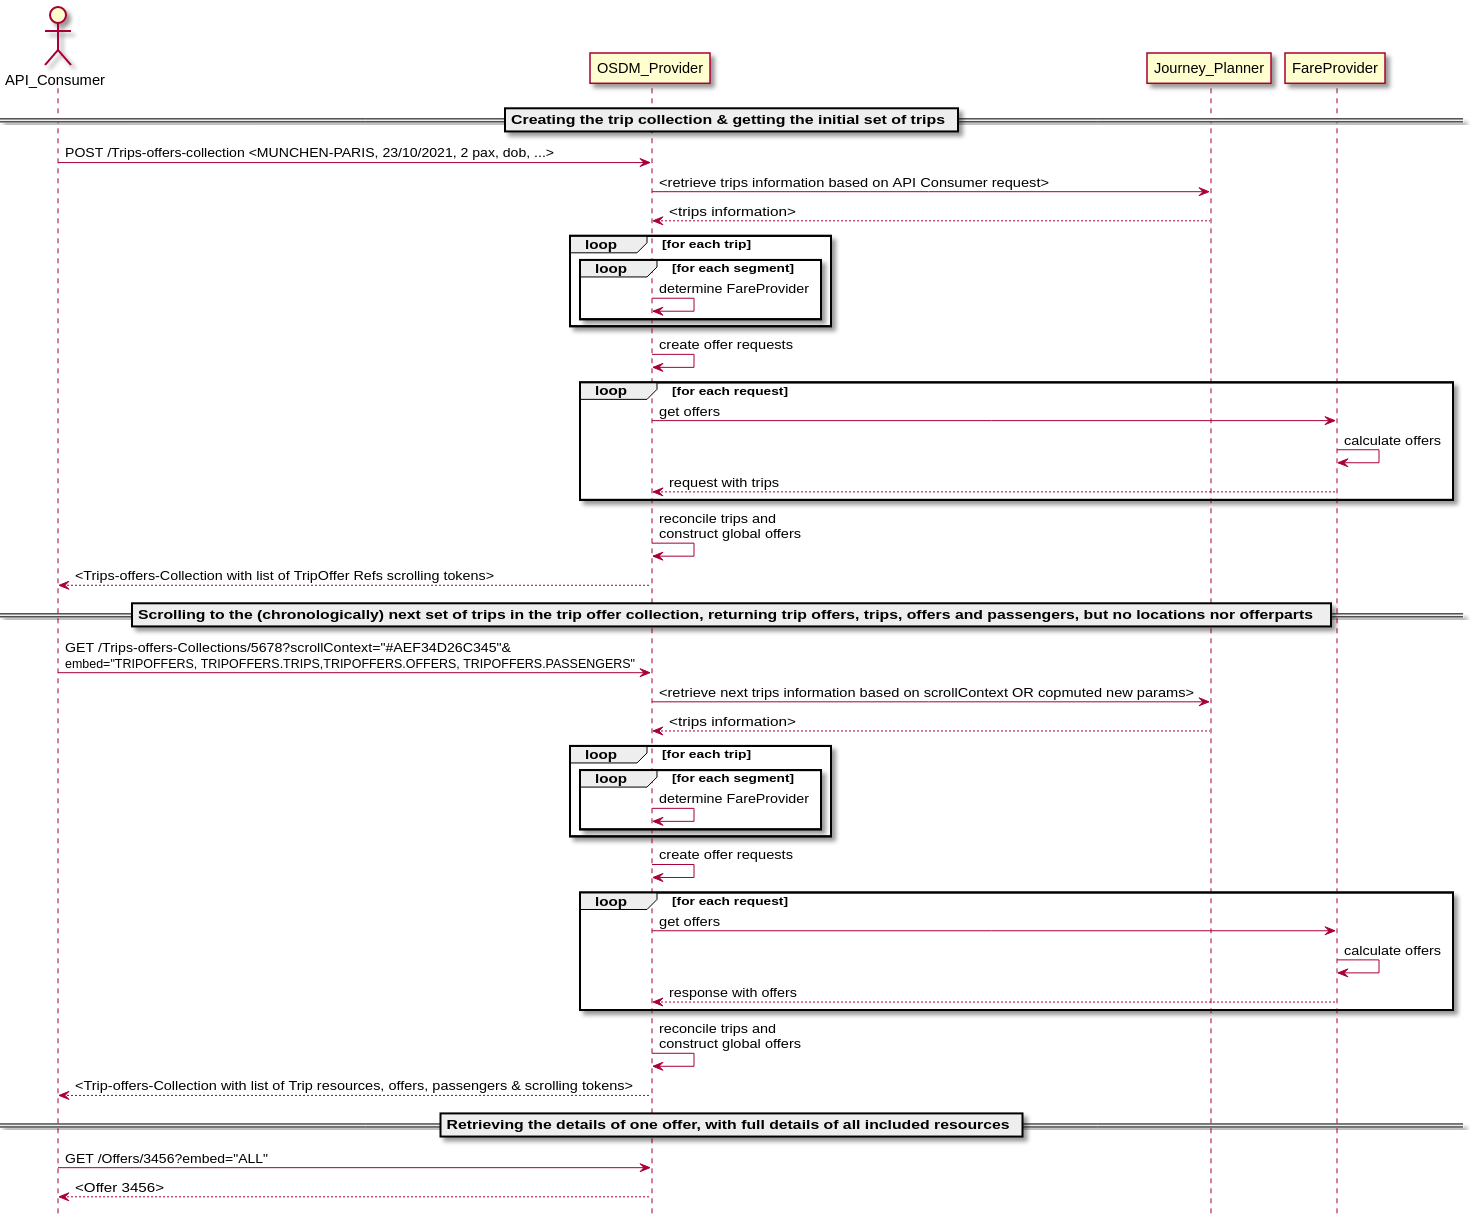 API_Consumer
OSDM_Provider
Journey_Planner
FareProvider
Creating the trip collection & getting the initial set of trips
POST /Trips-offers-collection <MUNCHEN-PARIS, 23/10/2021, 2 pax, dob, ...>
<retrieve trips information based on API Consumer request>
<trips information>
loop [for each trip]
loop [for each segment]
determine FareProvider
create offer requests
loop [for each request]
get offers
calculate offers
request with trips
reconcile trips and
construct global offers
<Trips-offers-Collection with list of TripOffer Refs scrolling tokens>
Scrolling to the (chronologically) next set of trips in the trip offer collection, returning trip offers, trips, offers and passengers, but no locations nor offerparts
GET /Trips-offers-Collections/5678?scrollContext="#AEF34D26C345"&
embed="TRIPOFFERS, TRIPOFFERS.TRIPS,TRIPOFFERS.OFFERS, TRIPOFFERS.PASSENGERS"
<retrieve next trips information based on scrollContext OR copmuted new params>
<trips information>
loop [for each trip]
loop [for each segment]
determine FareProvider
create offer requests
loop [for each request]
get offers
calculate offers
response with offers
reconcile trips and
construct global offers
<Trip-offers-Collection with list of Trip resources, offers, passengers & scrolling tokens>
Retrieving the details of one offer, with full details of all included resources
GET /Offers/3456?embed="ALL"
<Offer 3456>